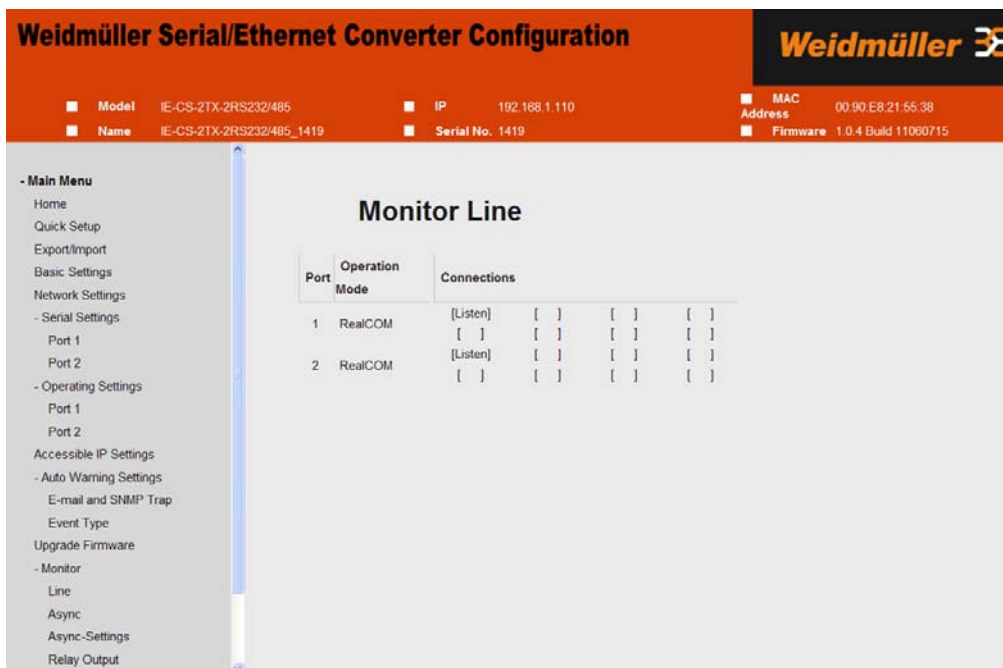 Weidmüller Serial/Ethernet Converter Configuration
Weidmüller
Model IE-CS-2TX-2RS232/485
IP 192.168.1.110
MAC Address 00:90:E8:21:55:38
Name IE-CS-2TX-2RS232/485_1419
Serial No. 1419
Firmware 1.0.4 Build 11060715
- Main Menu
Home
Quick Setup
Export/Import
Basic Settings
Network Settings
- Serial Settings
Port 1
Port 2
- Operating Settings
Port 1
Port 2
Accessible IP Settings
- Auto Warning Settings
E-mail and SNMP Trap
Event Type
Upgrade Firmware
- Monitor
Line
Async
Async-Settings
Relay Output
Monitor Line
Port Operation Mode Connections
1 RealCOM [Listen] [ ] [ ] [ ]
[ ] [ ] [ ] [ ]
2 RealCOM [Listen] [ ] [ ] [ ]
[ ] [ ] [ ] [ ]